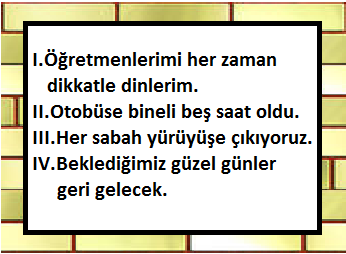 I.Öğretmenlerimi her zaman
dikkatle dinlerim.
II.Otobüse bineli beş saat oldu.
III.Her sabah yürüyüşe çıkıyoruz.
IV.Beklediğimiz güzel günler
geri gelecek.